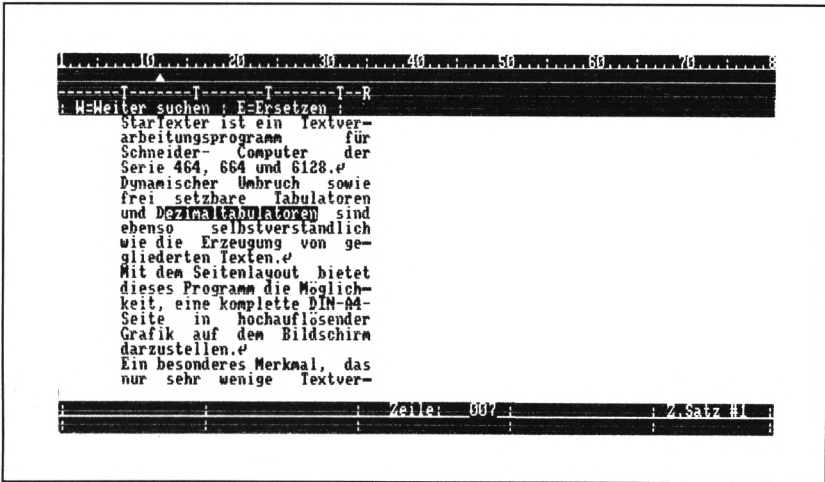 1....:....10....:....20....:....30....:....40....:....50....:....60....:....70....:....8
-------T-------T-------T-------T--R
: W=Weiter suchen : E=Ersetzen :
StarTexter ist ein Textver-
arbeitungsprogramm für
Schneider- Computer der
Serie 464, 664 und 6128.↵
Dynamischer Umbruch sowie
frei setzbare Tabulatoren
und Dezimaltabulatoren sind
ebenso selbstverständlich
wie die Erzeugung von ge-
gliederten Texten.↵
Mit dem Seitenlayout bietet
dieses Programm die Möglich-
keit, eine komplette DIN-A4-
Seite in hochauflösender
Grafik auf dem Bildschirm
darzustellen.↵
Ein besonderes Merkmal, das
nur sehr wenige Textver-
Zeile: 007 : Z.Satz #1 :